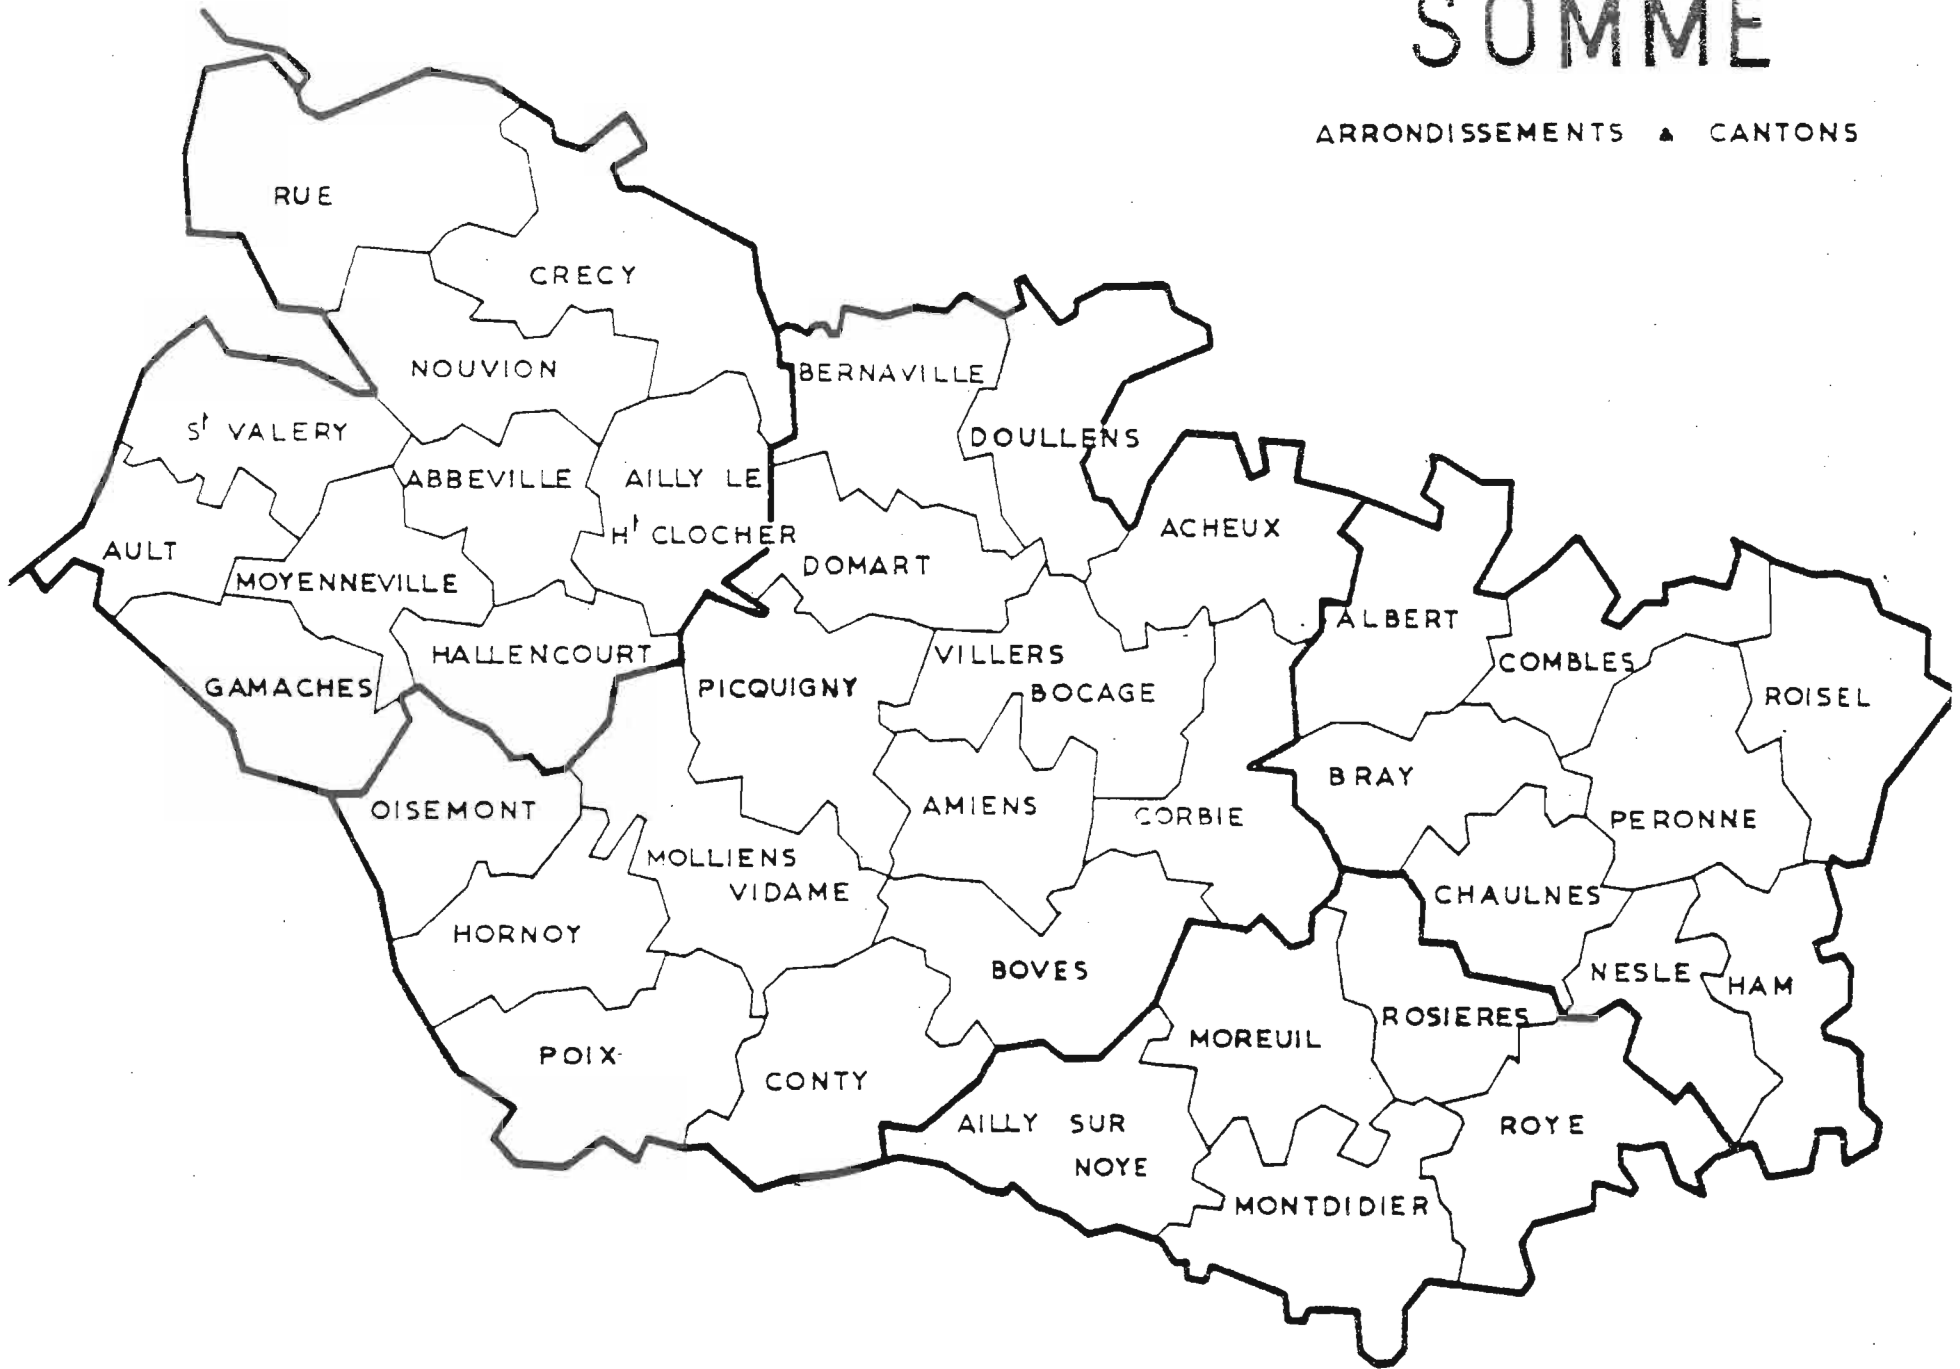 SOMME
ARRONDISSEMENTS & CANTONS
RUE
CRECY
NOUVION
BERNAVILLE
St VALERY
DOULLENS
ABBEVILLE
AILLY LE
Ht CLOCHER
ACHEUX
AULT
MOYENNEVILLE
DOMART
ALBERT
HALLENCOURT
VILLERS
BOCAGE
COMBLES
GAMACHES
PICQUIGNY
ROISEL
BRAY
OISEMONT
AMIENS
CORBIE
PERONNE
MOLLIENS
VIDAME
CHAULNES
HORNOY
BOVES
NESLE
HAM
ROSIERES
MOREUIL
POIX
CONTY
AILLY SUR
NOYE
ROYE
MONTDIDIER